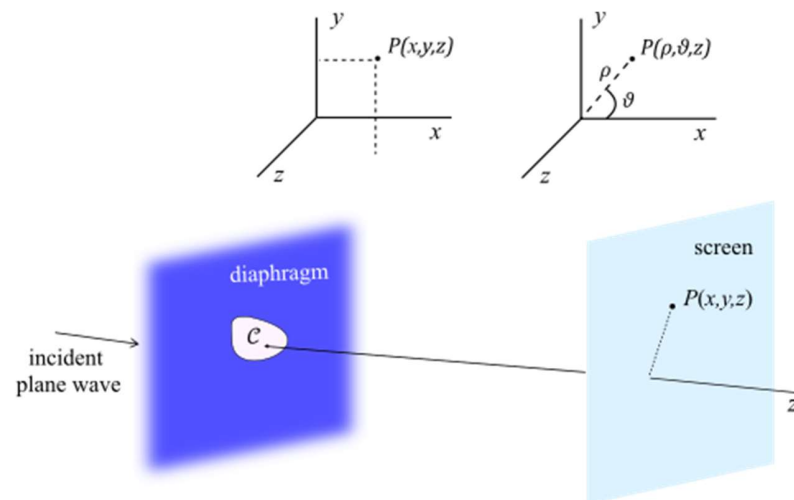 y
P(x,y,z)
x
z
y
P(ρ,ϑ,z)
ρ
ϑ
x
z
diaphragm
screen
P(x,y,z)
C
incident
plane wave
z